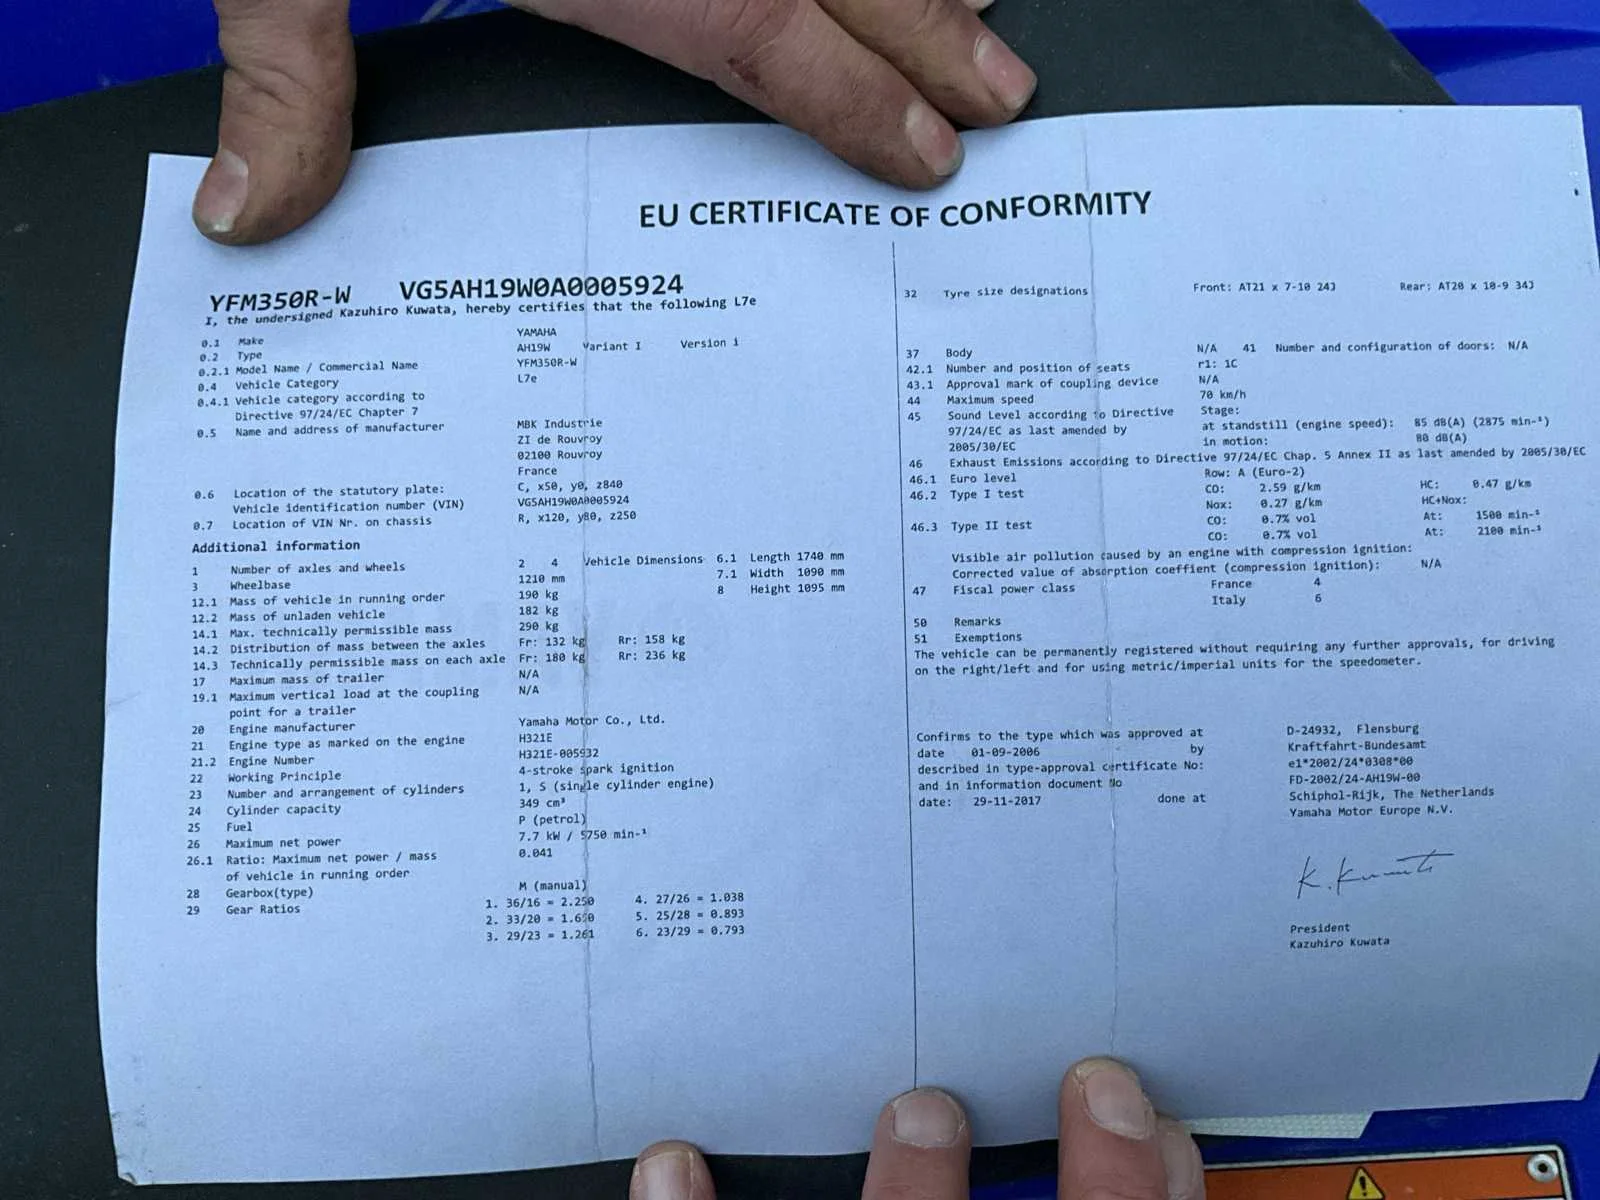 EU CERTIFICATE OF CONFORMITY
YFM350R-W VG5AH19W0A0005924
I, the undersigned Kazuhiro Kuwata, hereby certifies that the following L7e
0.1 Make YAMAHA
0.2 Type AH19W Variant I Version i
0.2.1 Model Name / Commercial Name YFM350R-W
0.4 Vehicle Category L7e
0.4.1 Vehicle category according to
Directive 97/24/EC Chapter 7
0.5 Name and address of manufacturer MBK Industrie
ZI de Rouvroy
02100 Rouvroy
France
0.6 Location of the statutory plate: C, x50, y0, z840
Vehicle identification number (VIN) VG5AH19W0A0005924
0.7 Location of VIN Nr. on chassis R, x120, y80, z250
Additional information
1 Number of axles and wheels 2 4 Vehicle Dimensions 6.1 Length 1740 mm
3 Wheelbase 1210 mm 7.1 Width 1090 mm
12.1 Mass of vehicle in running order 190 kg 8 Height 1095 mm
12.2 Mass of unladen vehicle 182 kg
14.1 Max. technically permissible mass 290 kg
14.2 Distribution of mass between the axles Fr: 132 kg Rr: 158 kg
14.3 Technically permissible mass on each axle Fr: 180 kg Rr: 236 kg
17 Maximum mass of trailer N/A
19.1 Maximum vertical load at the coupling N/A
point for a trailer
20 Engine manufacturer Yamaha Motor Co., Ltd.
21 Engine type as marked on the engine H321E
21.2 Engine Number H321E-005932
22 Working Principle 4-stroke spark ignition
23 Number and arrangement of cylinders 1, S (single cylinder engine)
24 Cylinder capacity 349 cm³
25 Fuel P (petrol)
26 Maximum net power 7.7 kW / 5750 min-¹
26.1 Ratio: Maximum net power / mass 0.041
of vehicle in running order
28 Gearbox(type) M (manual)
29 Gear Ratios 1. 36/16 = 2.250 4. 27/26 = 1.038
2. 33/20 = 1.650 5. 25/28 = 0.893
3. 29/23 = 1.261 6. 23/29 = 0.793
32 Tyre size designations Front: AT21 x 7-10 24J Rear: AT20 x 10-9 34J
37 Body N/A 41 Number and configuration of doors: N/A
42.1 Number and position of seats r1: 1C
43.1 Approval mark of coupling device N/A
44 Maximum speed 70 km/h
45 Sound Level according to Directive Stage:
97/24/EC as last amended by at standstill (engine speed): 85 dB(A) (2875 min-¹)
2005/30/EC in motion: 80 dB(A)
46 Exhaust Emissions according to Directive 97/24/EC Chap. 5 Annex II as last amended by 2005/30/EC
46.1 Euro level Row: A (Euro-2)
46.2 Type I test CO: 2.59 g/km HC: 0.47 g/km
Nox: 0.27 g/km HC+Nox:
46.3 Type II test CO: 0.7% vol At: 1500 min-¹
CO: 0.7% vol At: 2100 min-¹
Visible air pollution caused by an engine with compression ignition:
Corrected value of absorption coeffient (compression ignition): N/A
47 Fiscal power class France 4
Italy 6
50 Remarks
51 Exemptions
The vehicle can be permanently registered without requiring any further approvals, for driving
on the right/left and for using metric/imperial units for the speedometer.
Confirms to the type which was approved at D-24932, Flensburg
date 01-09-2006 by Kraftfahrt-Bundesamt
described in type-approval certificate No: e1*2002/24*0308*00
and in information document No FD-2002/24-AH19W-00
date: 29-11-2017 done at Schiphol-Rijk, The Netherlands
Yamaha Motor Europe N.V.
K. Kuwata
President
Kazuhiro Kuwata